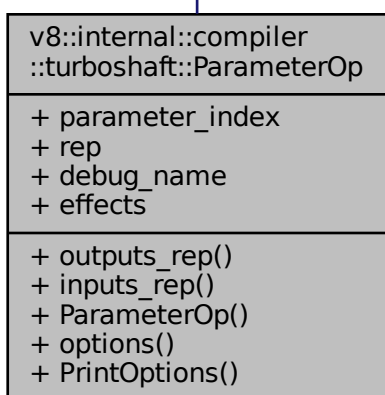 v8::internal::compiler
::turboshaft::ParameterOp
+ parameter_index
+ rep
+ debug_name
+ effects
+ outputs_rep()
+ inputs_rep()
+ ParameterOp()
+ options()
+ PrintOptions()